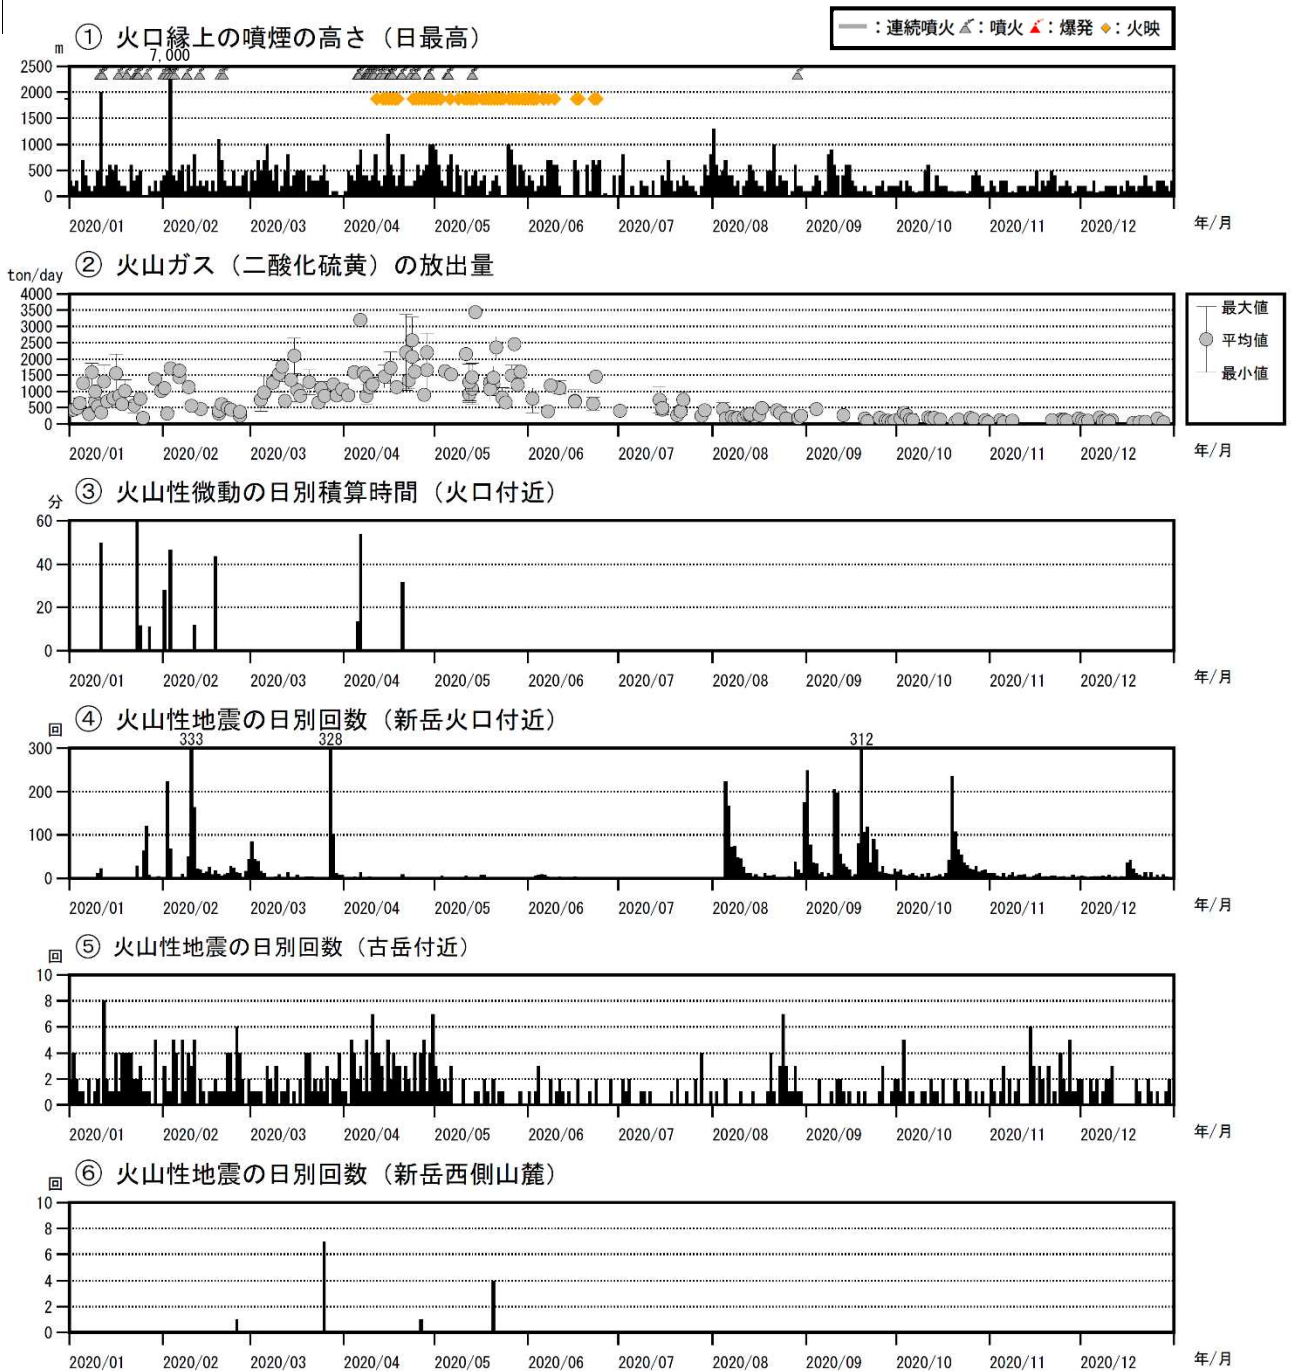 ① 火口縁上の噴煙の高さ（日最高）
：連続噴火 ：噴火 ：爆発 ：火映
m
7,000
2500
2000
1500
1000
500
0
2020/01 2020/02 2020/03 2020/04 2020/05 2020/06 2020/07 2020/08 2020/09 2020/10 2020/11 2020/12 年/月
② 火山ガス（二酸化硫黄）の放出量
ton/day
4000
3500
3000
2500
2000
1500
1000
500
0
最大値
平均値
最小値
2020/01 2020/02 2020/03 2020/04 2020/05 2020/06 2020/07 2020/08 2020/09 2020/10 2020/11 2020/12 年/月
③ 火山性微動の日別積算時間（火口付近）
分
60
40
20
0
2020/01 2020/02 2020/03 2020/04 2020/05 2020/06 2020/07 2020/08 2020/09 2020/10 2020/11 2020/12 年/月
④ 火山性地震の日別回数（新岳火口付近）
回
333 328 312
300
200
100
0
2020/01 2020/02 2020/03 2020/04 2020/05 2020/06 2020/07 2020/08 2020/09 2020/10 2020/11 2020/12 年/月
⑤ 火山性地震の日別回数（古岳付近）
回
10
8
6
4
2
0
2020/01 2020/02 2020/03 2020/04 2020/05 2020/06 2020/07 2020/08 2020/09 2020/10 2020/11 2020/12 年/月
⑥ 火山性地震の日別回数（新岳西側山麓）
回
10
8
6
4
2
0
2020/01 2020/02 2020/03 2020/04 2020/05 2020/06 2020/07 2020/08 2020/09 2020/10 2020/11 2020/12 年/月